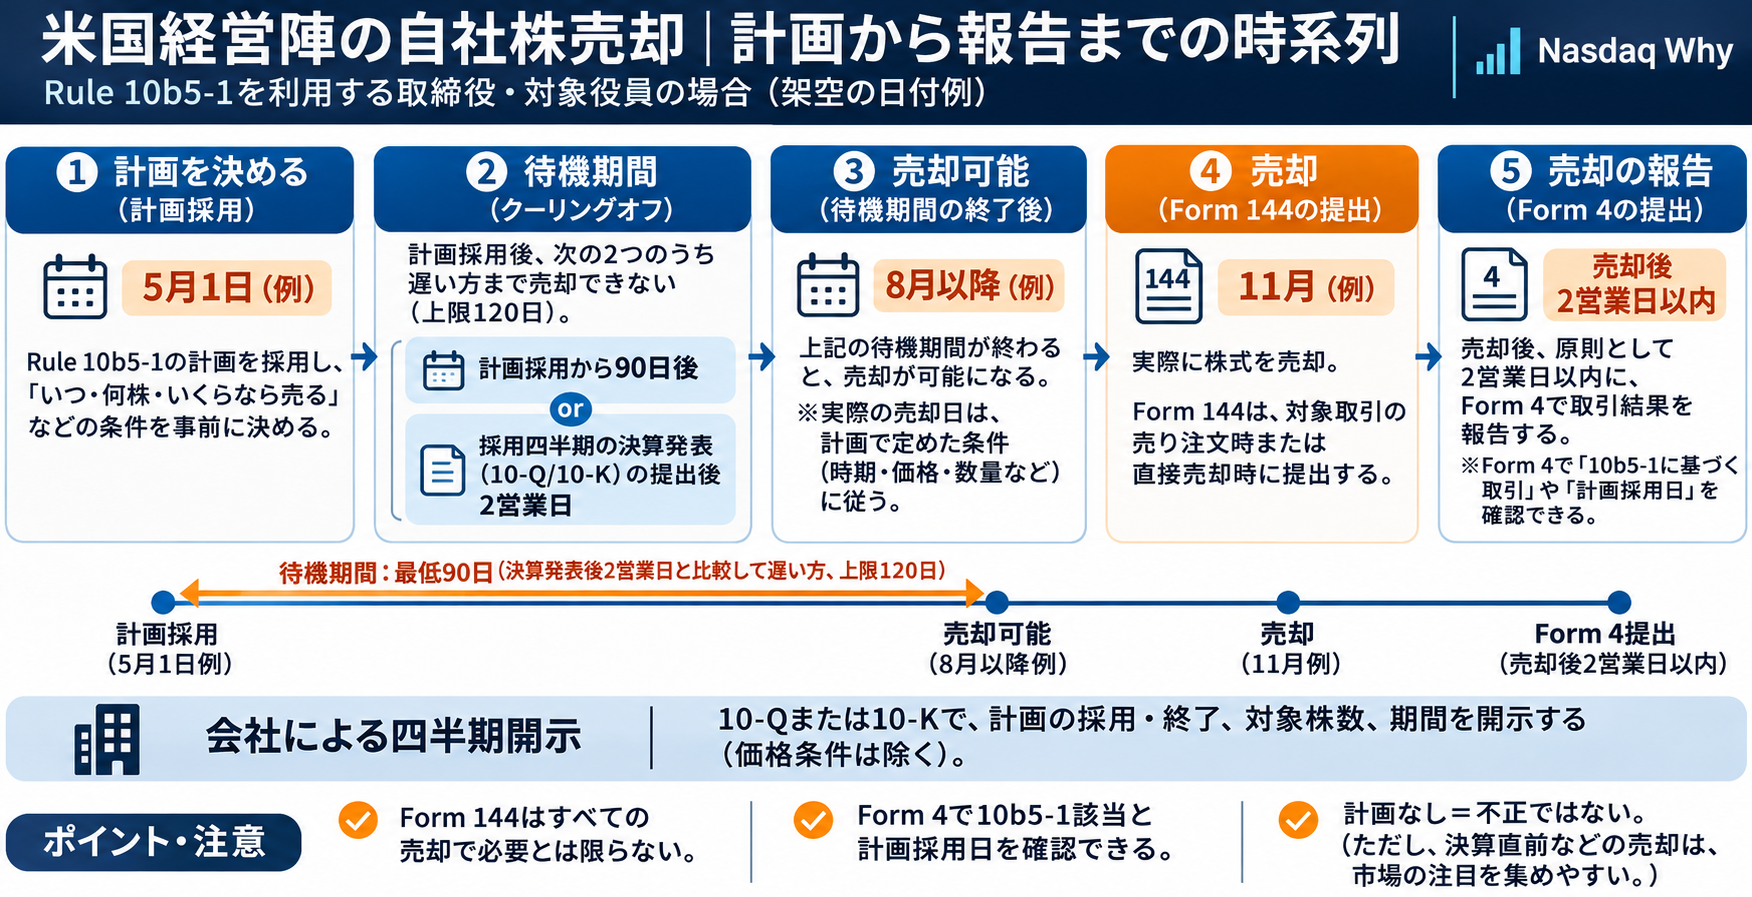 米国経営陣の自社株売却｜計画から報告までの時系列
Rule 10b5-1を利用する取締役・対象役員の場合（架空の日付例）
Nasdaq Why
1 計画を決める
（計画採用）
5月1日（例）
Rule 10b5-1の計画を採用し、
「いつ・何株・いくらなら売る」
などの条件を事前に決める。
2 待機期間
（クーリングオフ）
計画採用後、次の2つのうち
遅い方まで売却できない
（上限120日）。
計画採用から90日後
or
採用四半期の決算発表
（10-Q/10-K）の提出後
2営業日
3 売却可能
（待機期間の終了後）
8月以降（例）
上記の待機期間が終わる
と、売却が可能になる。
※実際の売却日は、
計画で定めた条件
（時期・価格・数量など）
に従う。
4 売却
（Form 144の提出）
144
11月（例）
実際に株式を売却。
Form 144は、対象取引の
売り注文時または
直接売却時に提出する。
5 売却の報告
（Form 4の提出）
4
売却後
2営業日以内
売却後、原則として
2営業日以内に、
Form 4で取引結果を
報告する。
※Form 4で「10b5-1に基づく
取引」や「計画採用日」を
確認できる。
待機期間：最低90日（決算発表後2営業日と比較して遅い方、上限120日）
計画採用
（5月1日例）
売却可能
（8月以降例）
売却
（11月例）
Form 4提出
（売却後2営業日以内）
会社による四半期開示
10-Qまたは10-Kで、計画の採用・終了、対象株数、期間を開示する
（価格条件は除く）。
ポイント・注意
Form 144はすべての
売却で必要とは限らない。
Form 4で10b5-1該当と
計画採用日を確認できる。
計画なし＝不正ではない。
（ただし、決算直前などの売却は、
市場の注目を集めやすい。）